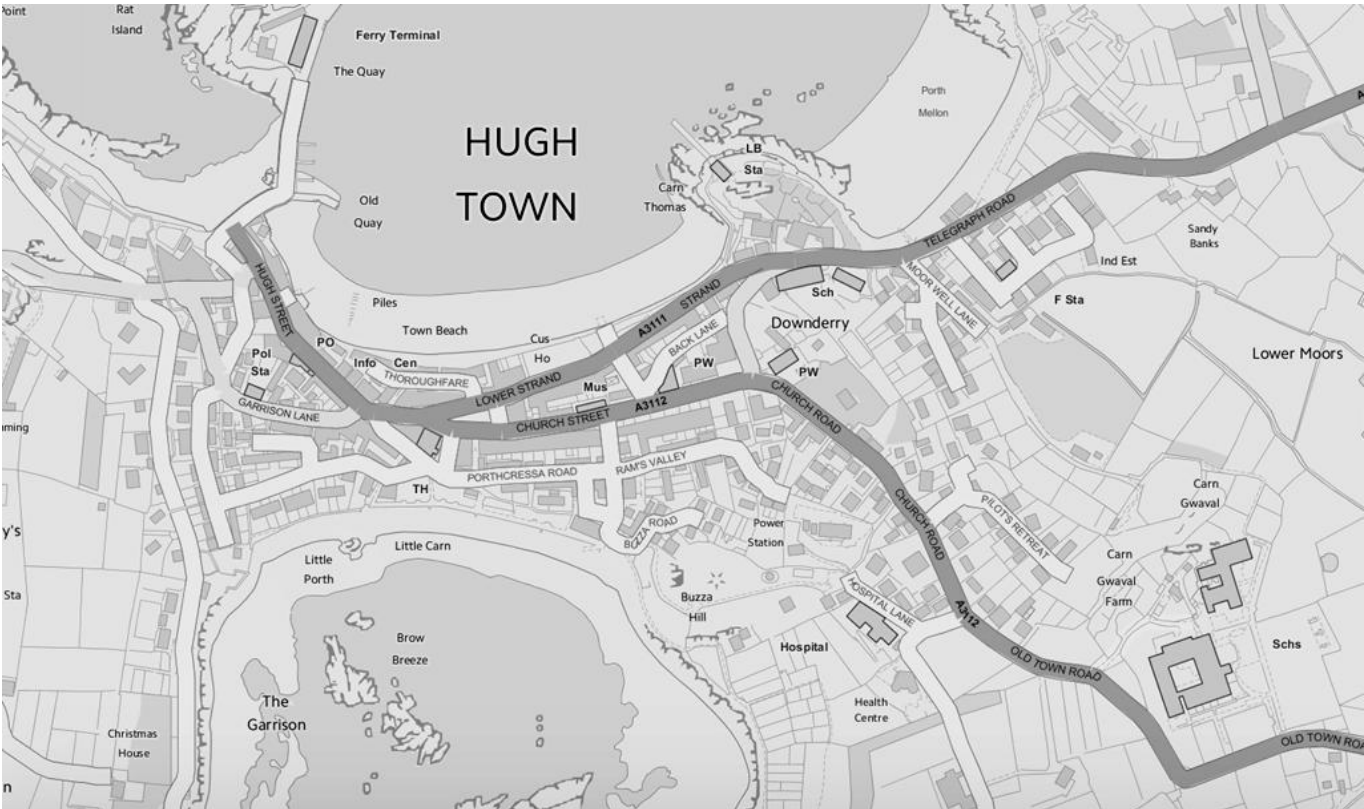 Point
Rat
Island
Ferry Terminal
The Quay
HUGH
TOWN
Porth
Mellon
LB
Sta
Carn
Thomas
Old
Quay
TELEGRAPH ROAD
Sandy
Banks
Ind Est
F Sta
MOOR WELL LANE
HUGH STREET
Piles
Town Beach
STRAND
A3111
Sch
Downderry
Lower Moors
PO
Pol
Sta
Info Cen
Cus
Ho
BACK LANE
PW
PW
THOROUGHFARE
LOWER STRAND
Mus
GARRISON LANE
CHURCH STREET
A3112
CHURCH ROAD
PORTHCRESSA ROAD
RAM'S VALLEY
TH
CHURCH ROAD
PILOT'S RETREAT
Carn
Gwaval
BUZZA ROAD
Power
Station
y's
Little Carn
Little
Porth
Carn
Gwaval
Farm
Sta
HOSPITAL LANE
Buzza
Hill
A3112
Brow
Breeze
Hospital
OLD TOWN ROAD
Schs
The
Garrison
Health
Centre
Christmas
House
OLD TOWN ROA
n